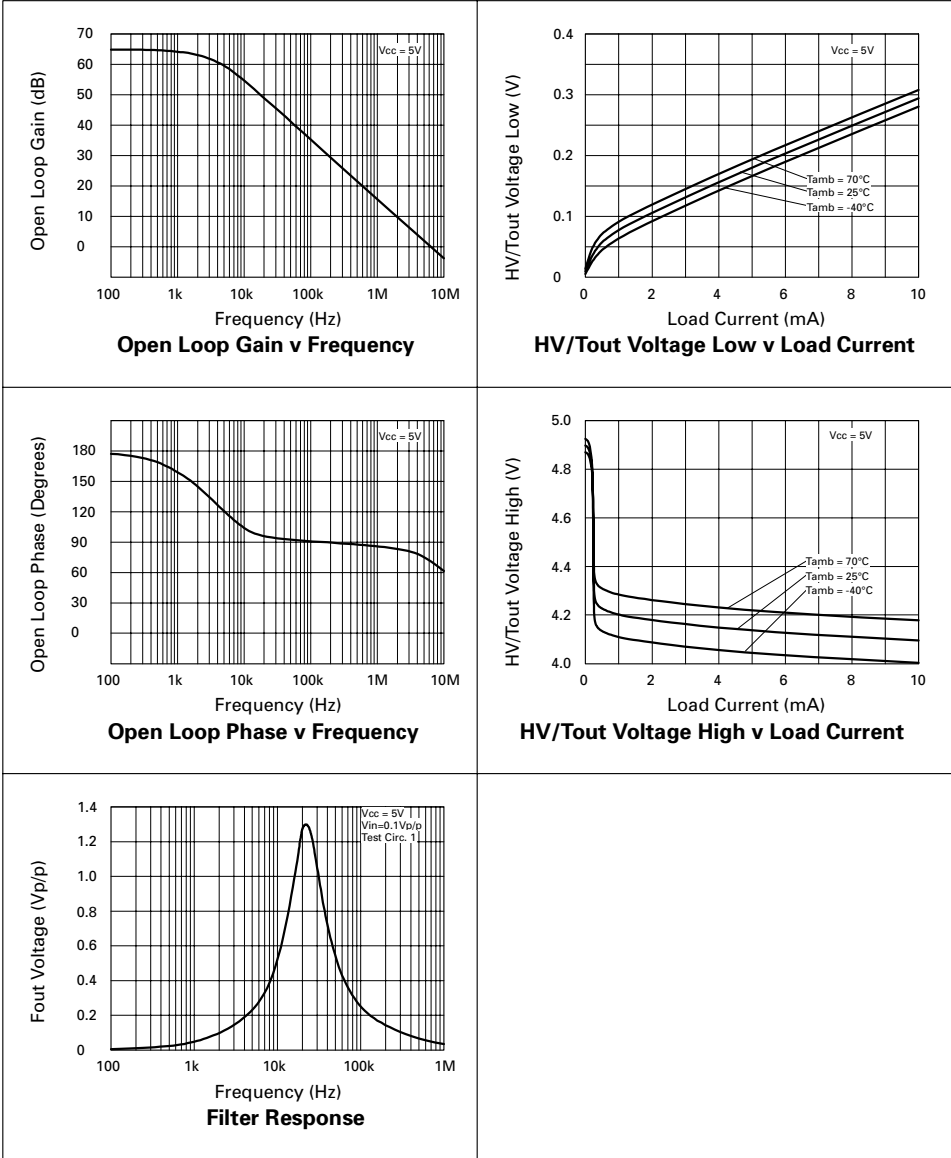 Open Loop Gain (dB)
70
60
50
40
30
20
10
0
Vcc = 5V
100 1k 10k 100k 1M 10M
Frequency (Hz)
Open Loop Gain v Frequency
HV/Tout Voltage Low (V)
0.4
0.3
0.2
0.1
0
Vcc = 5V
Tamb = 70°C
Tamb = 25°C
Tamb = -40°C
0 2 4 6 8 10
Load Current (mA)
HV/Tout Voltage Low v Load Current
Open Loop Phase (Degrees)
180
150
120
90
60
30
0
Vcc = 5V
100 1k 10k 100k 1M 10M
Frequency (Hz)
Open Loop Phase v Frequency
HV/Tout Voltage High (V)
5.0
4.8
4.6
4.4
4.2
4.0
Vcc = 5V
Tamb = 70°C
Tamb = 25°C
Tamb = -40°C
0 2 4 6 8 10
Load Current (mA)
HV/Tout Voltage High v Load Current
Fout Voltage (Vp/p)
1.4
1.2
1.0
0.8
0.6
0.4
0.2
0
Vcc = 5V
Vin=0.1Vp/p
Test Circ. 1
100 1k 10k 100k 1M
Frequency (Hz)
Filter Response